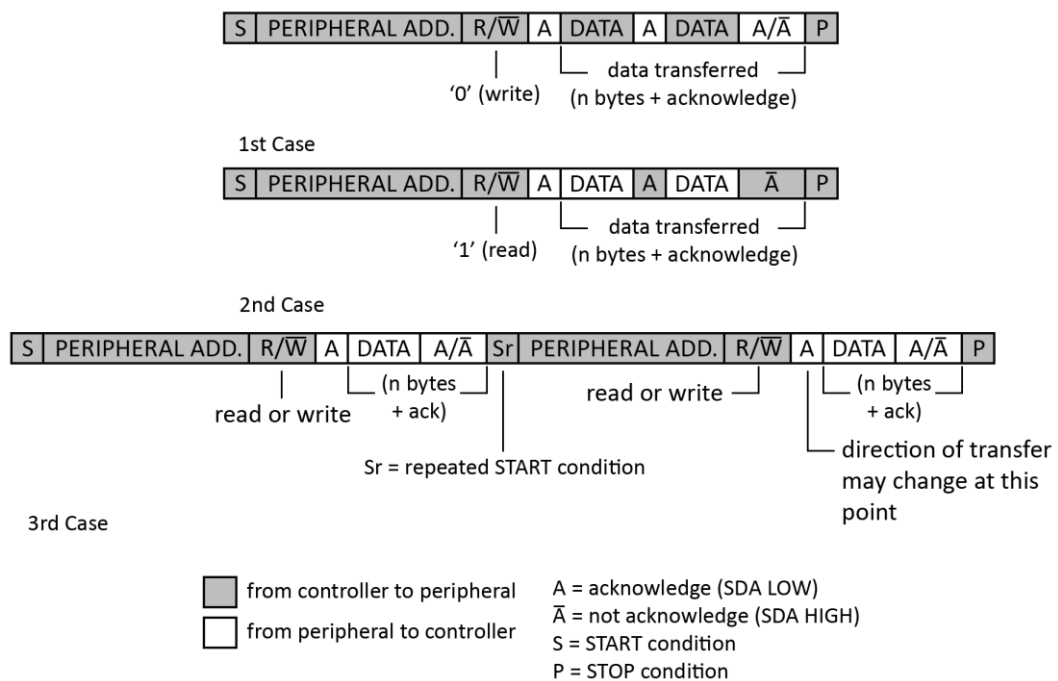 S PERIPHERAL ADD. R/W̅ A DATA A DATA A/A̅ P
'0' (write)
data transferred
(n bytes + acknowledge)
1st Case
S PERIPHERAL ADD. R/W̅ A DATA A DATA A̅ P
'1' (read)
data transferred
(n bytes + acknowledge)
2nd Case
S PERIPHERAL ADD. R/W̅ A DATA A/A̅ Sr PERIPHERAL ADD. R/W̅ A DATA A/A̅ P
read or write
(n bytes
+ ack)
Sr = repeated START condition
read or write
(n bytes
+ ack)
direction of transfer
may change at this
point
3rd Case
from controller to peripheral
from peripheral to controller
A = acknowledge (SDA LOW)
A̅ = not acknowledge (SDA HIGH)
S = START condition
P = STOP condition